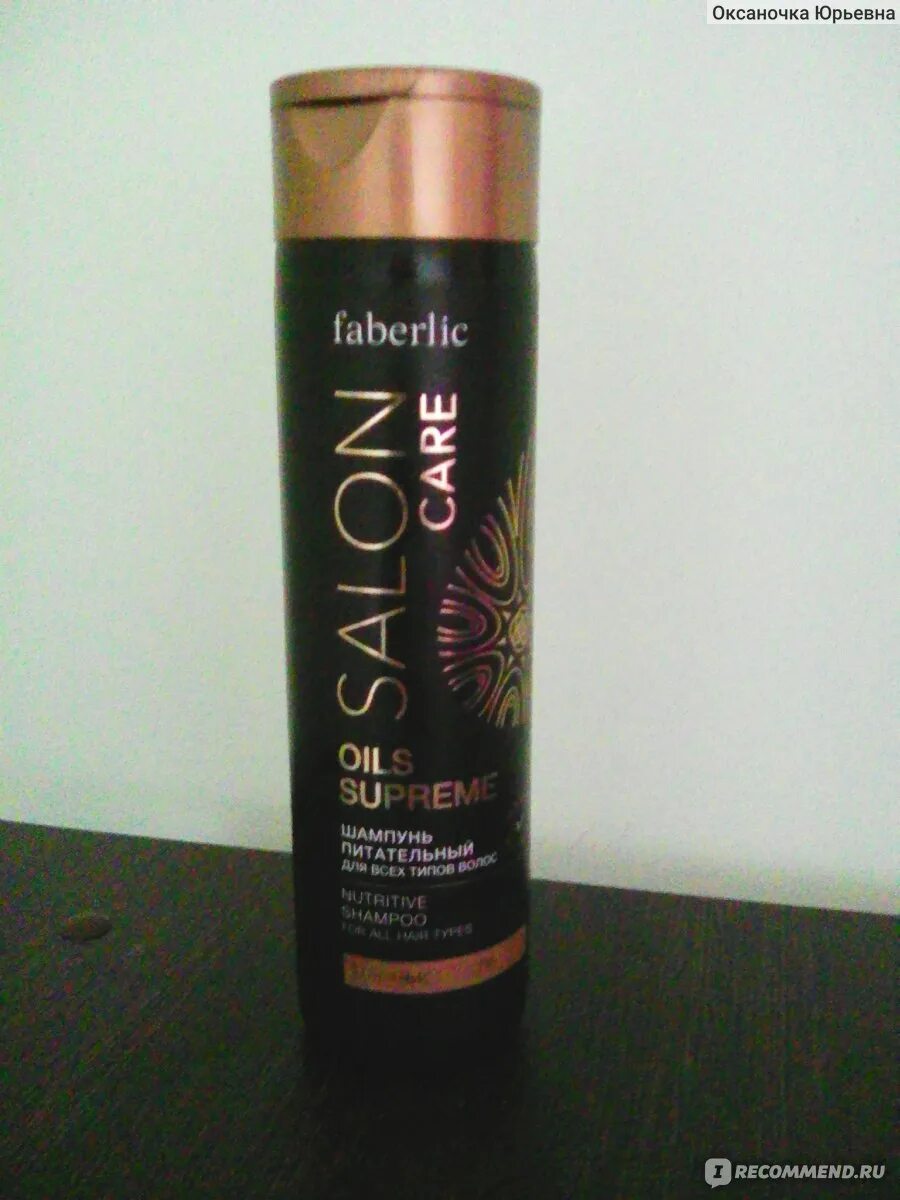 Оксаночка Юрьевна
faberlic
SALON
CARE
OILS
SUPREME
ШАМПУНЬ
ПИТАТЕЛЬНЫЙ
ДЛЯ ВСЕХ ТИПОВ ВОЛОС
NUTRITIVE
SHAMPOO
FOR ALL HAIR TYPES
IRECOMMEND.RU